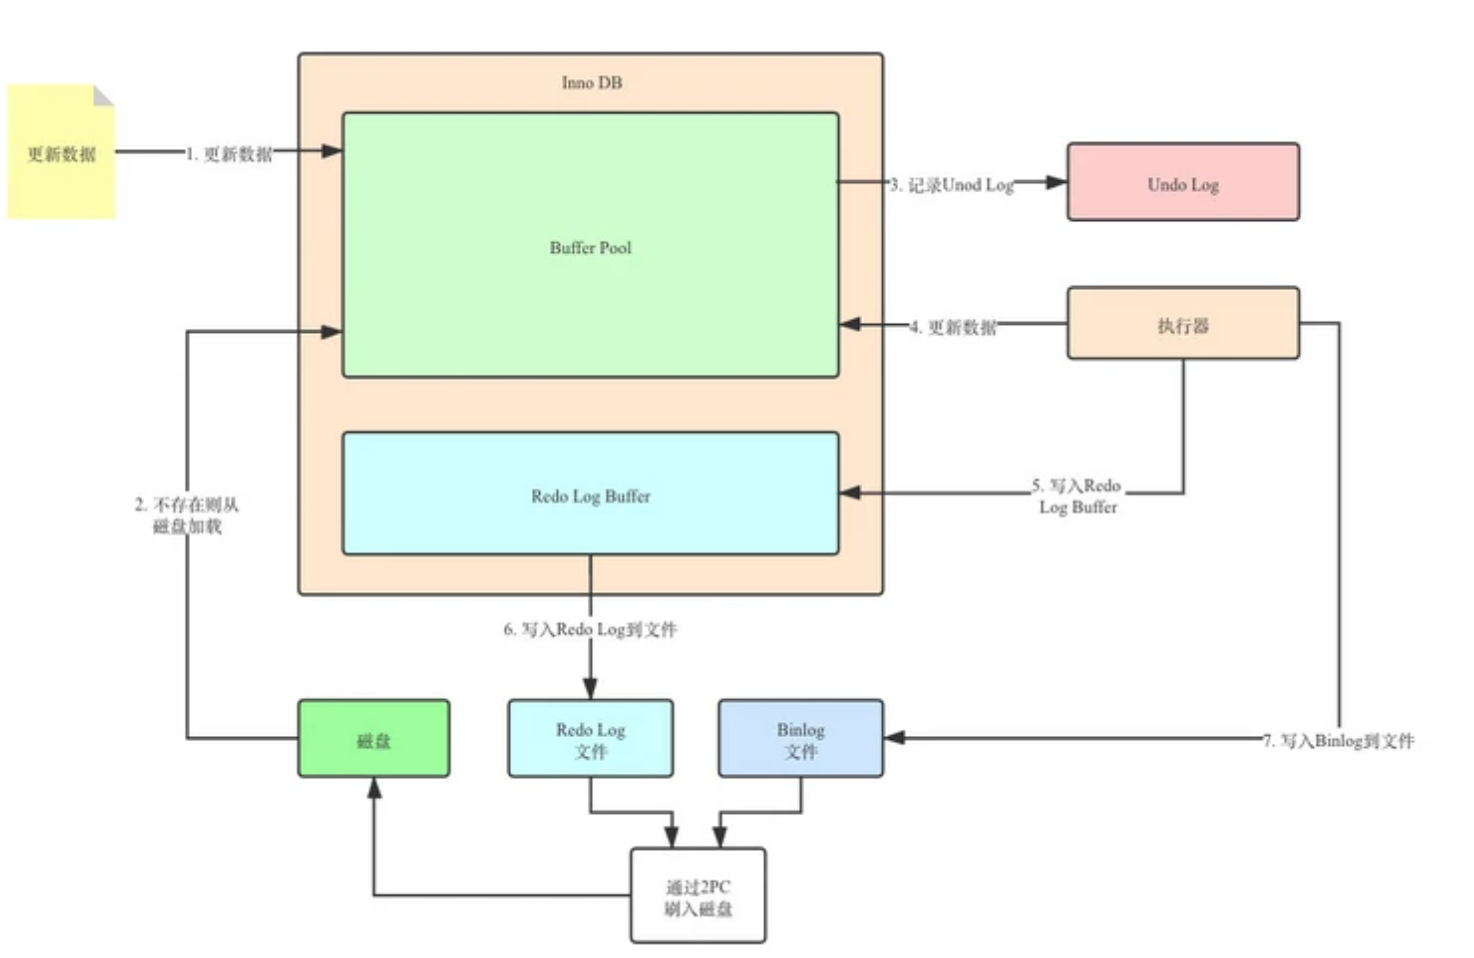 Inno DB
更新数据
1. 更新数据
Buffer Pool
3. 记录Unod Log
Undo Log
4. 更新数据
执行器
2. 不存在则从
磁盘加载
Redo Log Buffer
5. 写入Redo
Log Buffer
6. 写入Redo Log到文件
磁盘
Redo Log
文件
Binlog
文件
7. 写入Binlog到文件
通过2PC
刷入磁盘